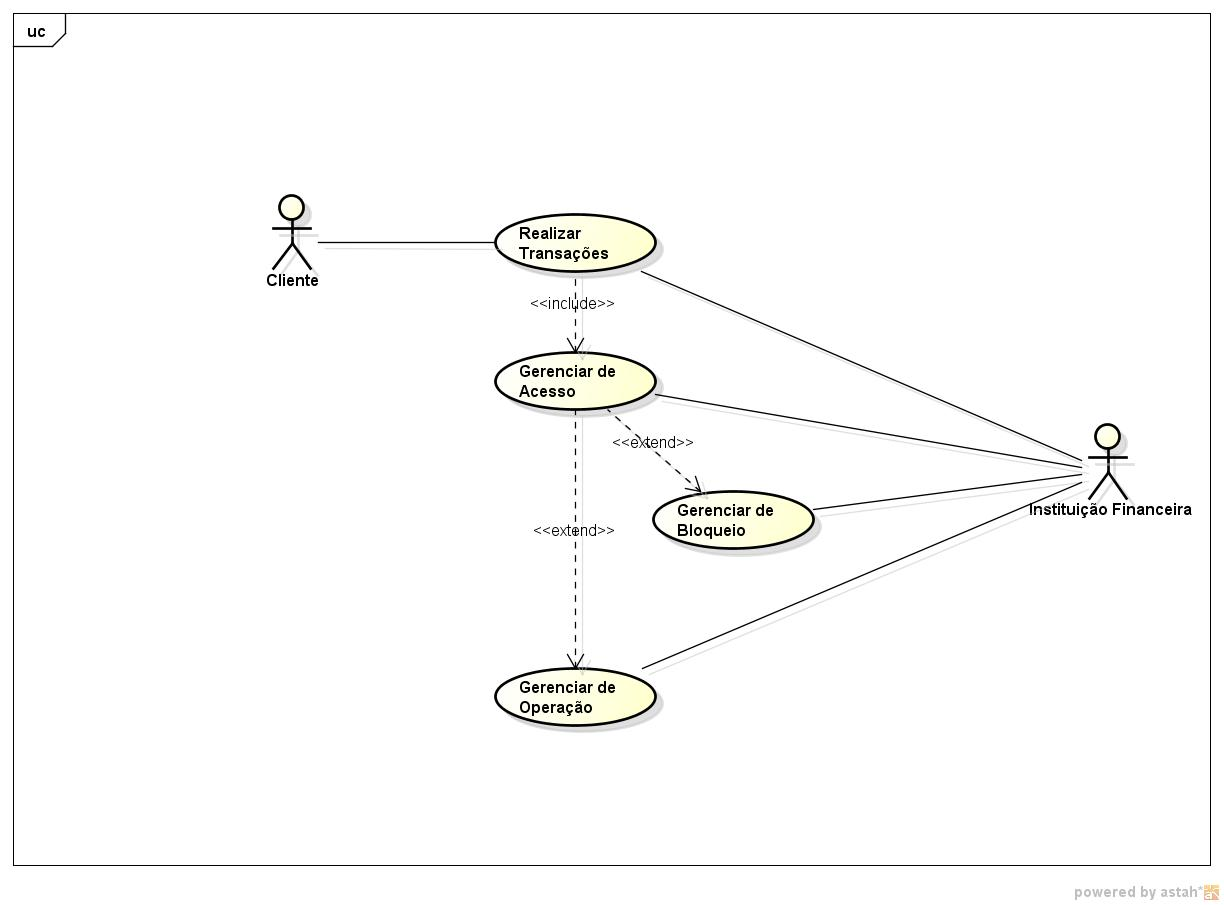 uc
Realizar
Transações
Cliente
<<include>>
Gerenciar de
Acesso
<<extend>>
Gerenciar de
Bloqueio
Instituição Financeira
<<extend>>
Gerenciar de
Operação
powered by astah*